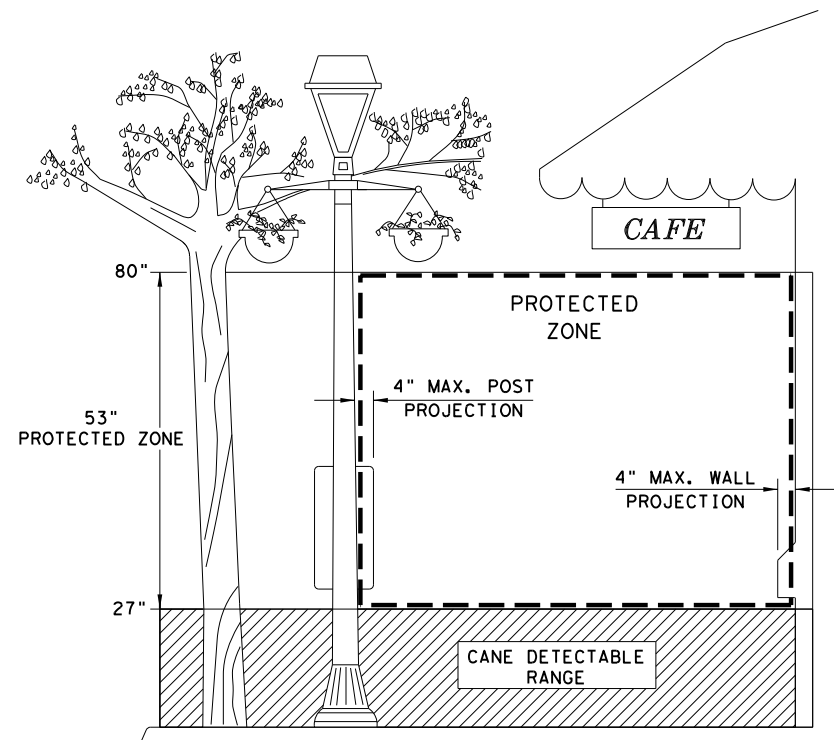 CAFE
80"
PROTECTED
ZONE
4" MAX. POST
PROJECTION
53"
PROTECTED ZONE
4" MAX. WALL
PROJECTION
27"
CANE DETECTABLE
RANGE